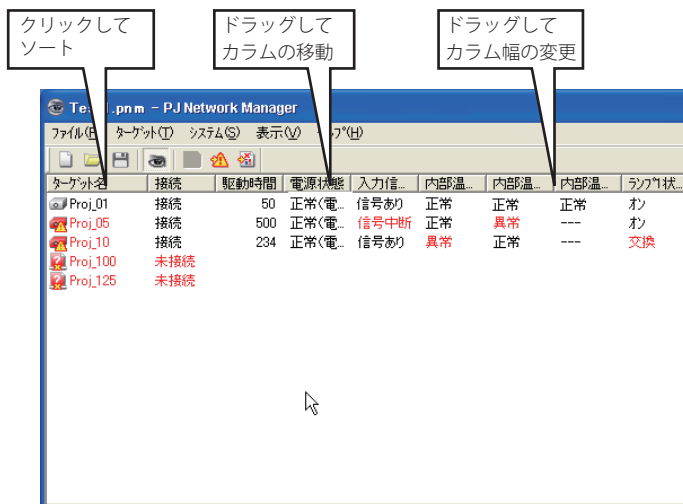 クリックして
ソート
ドラッグして
カラムの移動
ドラッグして
カラム幅の変更
.pnm - PJ Network Manager
ファイル(F) ターゲット(T) システム(S) 表示(V) (H)
ターゲット名 接続 駆動時間 電源状態 入力信... 内部温... 内部温... 内部温... ランプ1状...
Proj_01 接続 50 正常(電... 信号あり 正常 正常 正常 オン
Proj_05 接続 500 正常(電... 信号中断 正常 異常 --- オン
Proj_10 接続 234 正常(電... 信号あり 異常 正常 --- 交換
Proj_100 未接続
Proj_125 未接続